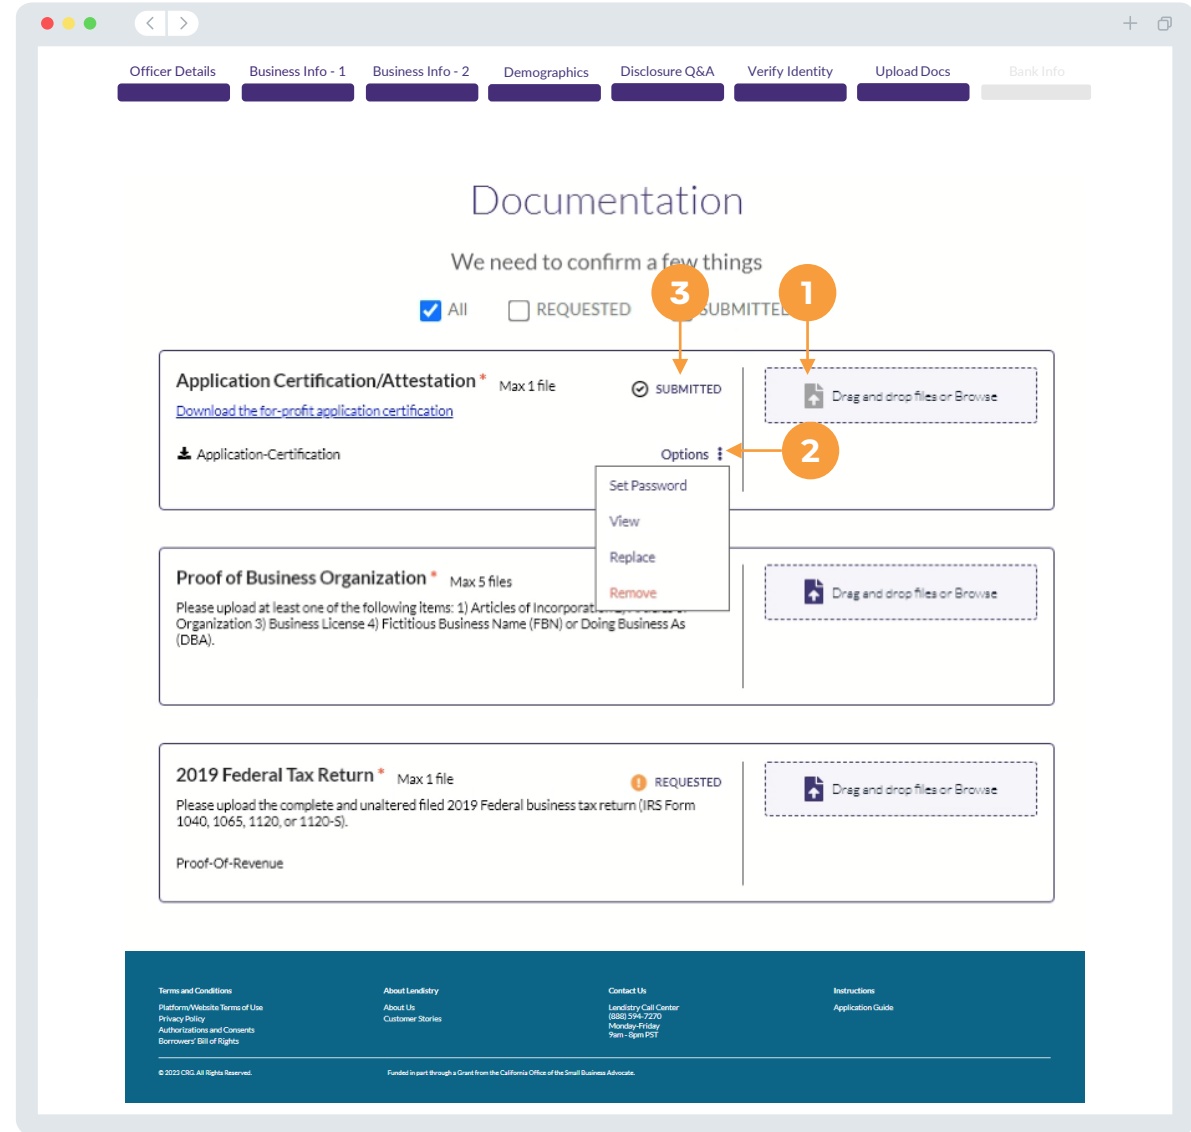 Officer Details Business Info - 1 Business Info - 2 Demographics Disclosure Q&A Verify Identity Upload Docs Bank Info
Documentation
We need to confirm a few things
All REQUESTED SUBMITTED
3 1
Application Certification/Attestation * Max 1 file
SUBMITTED
Drag and drop files or Browse
Download the for-profit application certification
Application-Certification
Options
2
Set Password
View
Replace
Remove
Proof of Business Organization * Max 5 files
Please upload at least one of the following items: 1) Articles of
Organization 3) Business License 4) Fictitious Business Name (FBN) or Doing Business As
(DBA).
Drag and drop files or Browse
2019 Federal Tax Return * Max 1 file
REQUESTED
Please upload the complete and unaltered filed 2019 Federal business tax return (IRS Form
1040, 1065, 1120, or 1120-S).
Proof-Of-Revenue
Drag and drop files or Browse
Terms and Conditions
Platform/Website Terms of Use
Privacy Policy
Authorizations and Consents
Borrowers' Bill of Rights
About Lendistry
About Us
Customer Stories
Contact Us
Lendistry Call Center
(888) 594-7270
Monday-Friday
9am - 8pm PST
Instructions
Application Guide
© 2023 CRG. All Rights Reserved.
Funded in part through a Grant from the California Office of the Small Business Advocate.